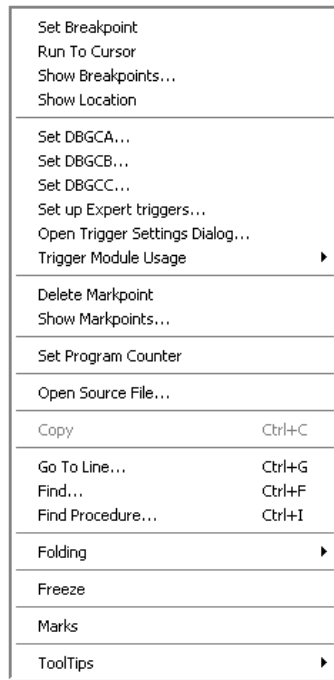 Set Breakpoint
Run To Cursor
Show Breakpoints...
Show Location
Set DBGCA...
Set DBGCB...
Set DBGCC...
Set up Expert triggers...
Open Trigger Settings Dialog...
Trigger Module Usage
Delete Markpoint
Show Markpoints...
Set Program Counter
Open Source File...
Copy Ctrl+C
Go To Line... Ctrl+G
Find... Ctrl+F
Find Procedure... Ctrl+I
Folding
Freeze
Marks
ToolTips